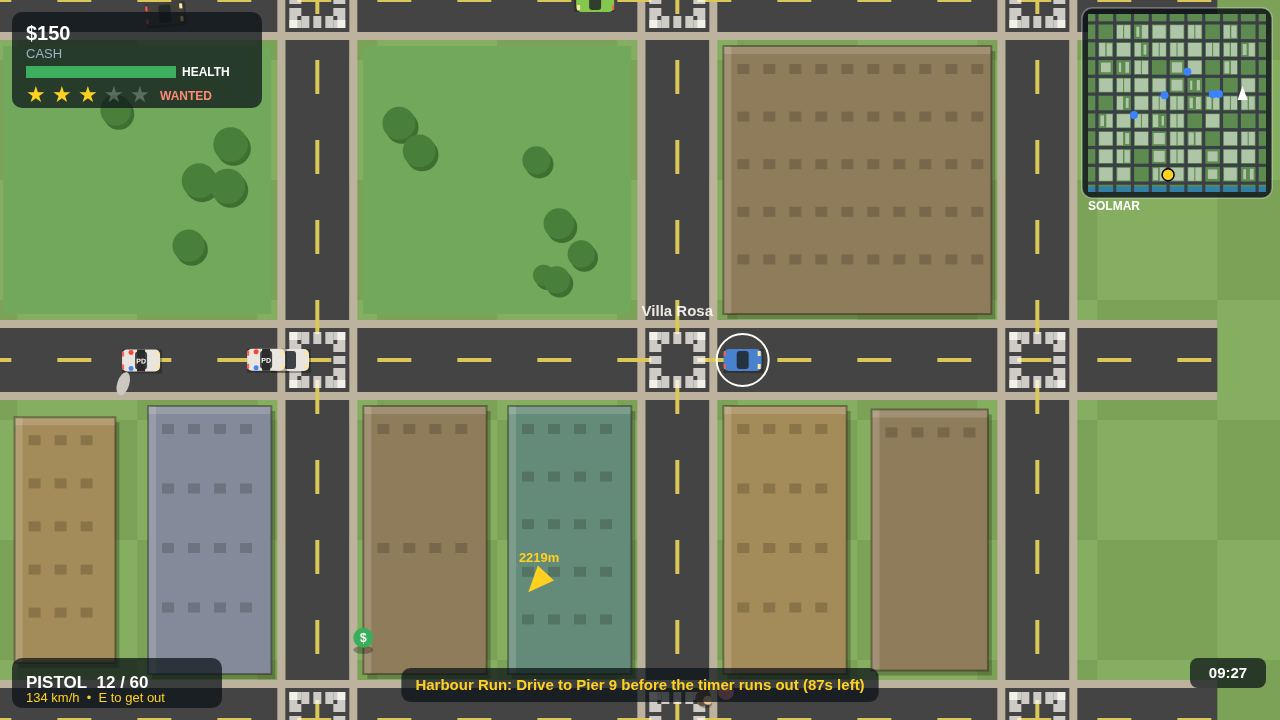 $150
CASH
HEALTH
WANTED
SOLMAR
Villa Rosa
PD
PD
2219m
$
PISTOL 12 / 60
134 km/h • E to get out
Harbour Run: Drive to Pier 9 before the timer runs out (87s left)
09:27